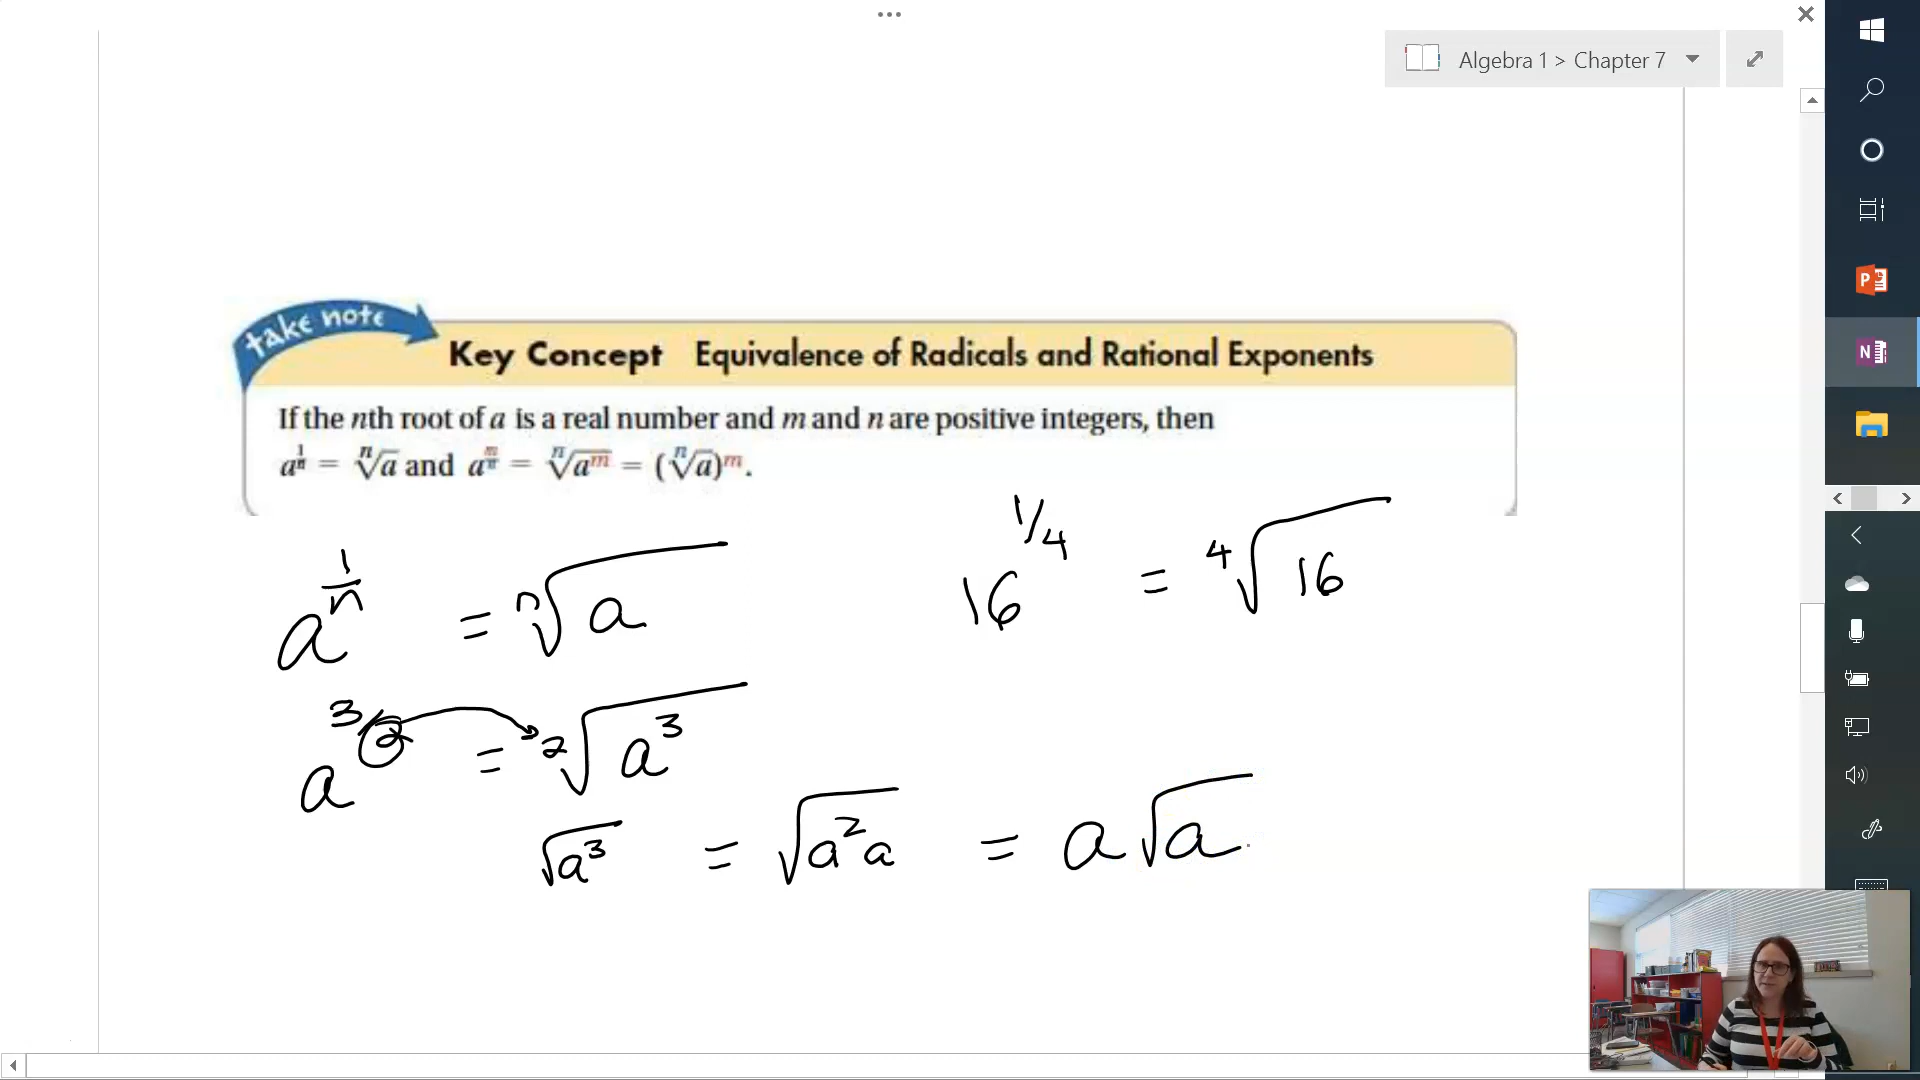 Algebra 1 > Chapter 7
take note
Key Concept Equivalence of Radicals and Rational Exponents
If the nth root of a is a real number and m and n are positive integers, then
a^{1/n} = ⁿ√a and a^{m/n} = ⁿ√(a^m) = (ⁿ√a)^m.
a^{1/n} = ⁿ√a
16^{1/4} = ⁴√16
a^{3/2} = ²√(a³)
√(a³) = √(a²a) = a√a